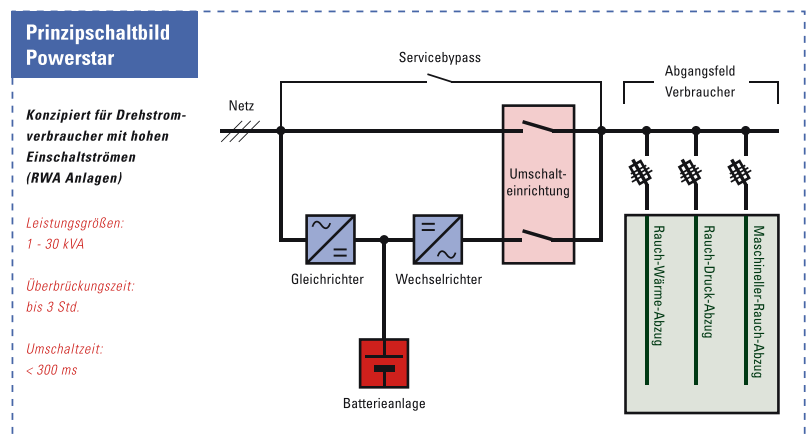 Prinzipschaltbild
Powerstar
Konzipiert für Drehstrom-
verbraucher mit hohen
Einschaltströmen
(RWA Anlagen)
Leistungsgrößen:
1 - 30 kVA
Überbrückungszeit:
bis 3 Std.
Umschaltzeit:
< 300 ms
Netz
Servicebypass
Umschalt-
einrichtung
Gleichrichter
Wechselrichter
Batterieanlage
Abgangsfeld
Verbraucher
Rauch-Wärme-Abzug
Rauch-Druck-Abzug
Maschineller-Rauch-Abzug